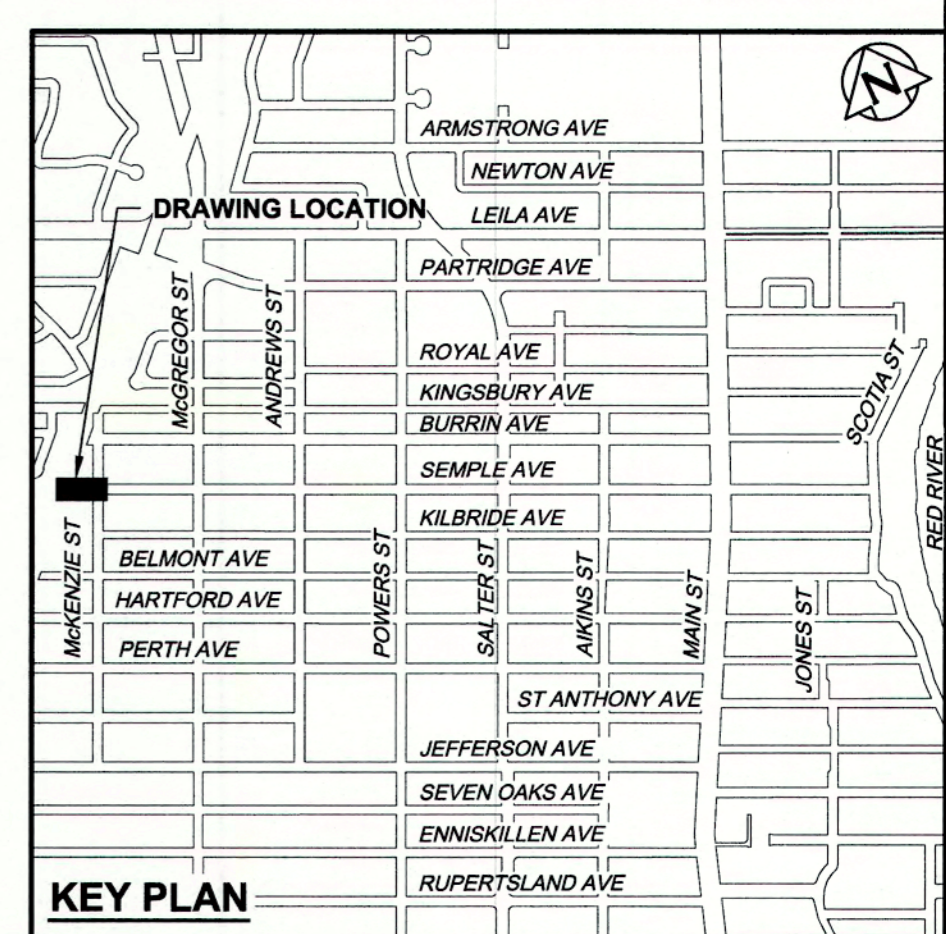 N
ARMSTRONG AVE
NEWTON AVE
DRAWING LOCATION
LEILA AVE
PARTRIDGE AVE
McGREGOR ST
ANDREWS ST
ROYAL AVE
KINGSBURY AVE
BURRIN AVE
SCOTIA ST
SEMPLE AVE
RED RIVER
KILBRIDE AVE
McKENZIE ST
BELMONT AVE
HARTFORD AVE
PERTH AVE
POWERS ST
SALTER ST
AIKINS ST
MAIN ST
JONES ST
ST ANTHONY AVE
JEFFERSON AVE
SEVEN OAKS AVE
ENNISKILLEN AVE
RUPERTSLAND AVE
KEY PLAN